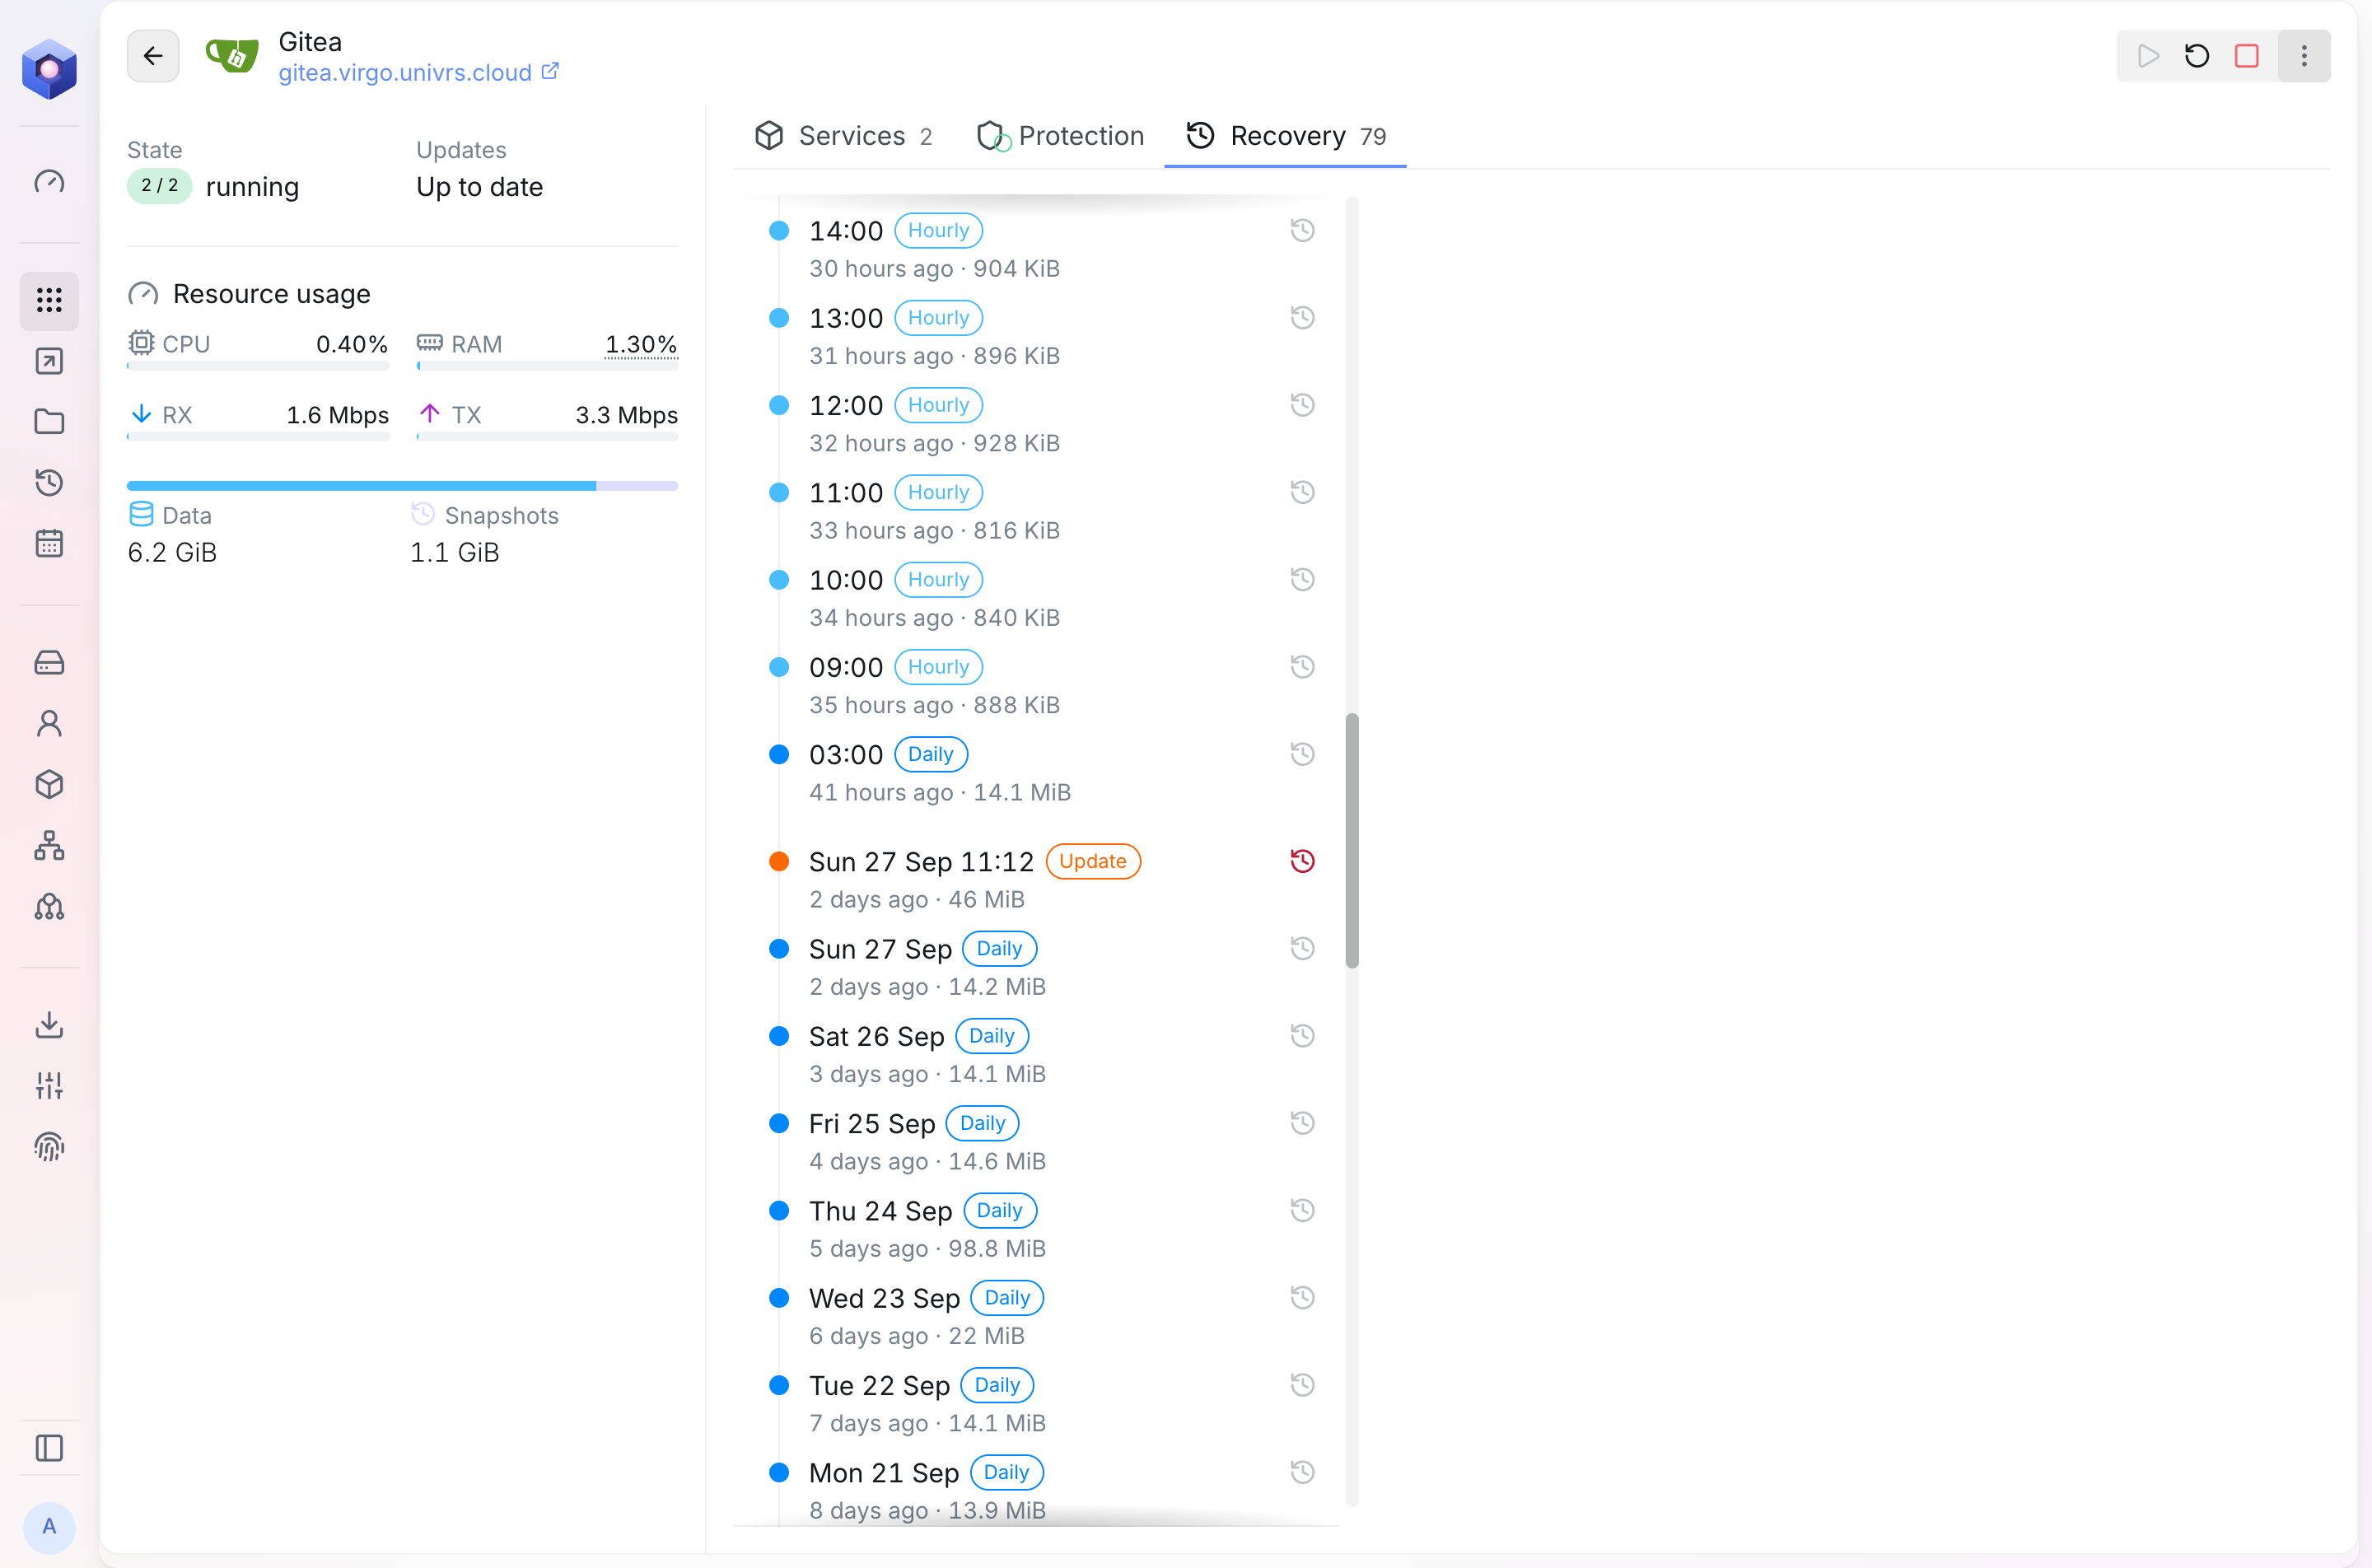 Gitea
gitea.virgo.univrs.cloud
State
2 / 2 running
Updates
Up to date
Resource usage
CPU 0.40%
RAM 1.30%
RX 1.6 Mbps
TX 3.3 Mbps
Data
6.2 GiB
Snapshots
1.1 GiB
A
Services 2
Protection
Recovery 79
14:00 Hourly
30 hours ago · 904 KiB
13:00 Hourly
31 hours ago · 896 KiB
12:00 Hourly
32 hours ago · 928 KiB
11:00 Hourly
33 hours ago · 816 KiB
10:00 Hourly
34 hours ago · 840 KiB
09:00 Hourly
35 hours ago · 888 KiB
03:00 Daily
41 hours ago · 14.1 MiB
Sun 27 Sep 11:12 Update
2 days ago · 46 MiB
Sun 27 Sep Daily
2 days ago · 14.2 MiB
Sat 26 Sep Daily
3 days ago · 14.1 MiB
Fri 25 Sep Daily
4 days ago · 14.6 MiB
Thu 24 Sep Daily
5 days ago · 98.8 MiB
Wed 23 Sep Daily
6 days ago · 22 MiB
Tue 22 Sep Daily
7 days ago · 14.1 MiB
Mon 21 Sep Daily
8 days ago · 13.9 MiB